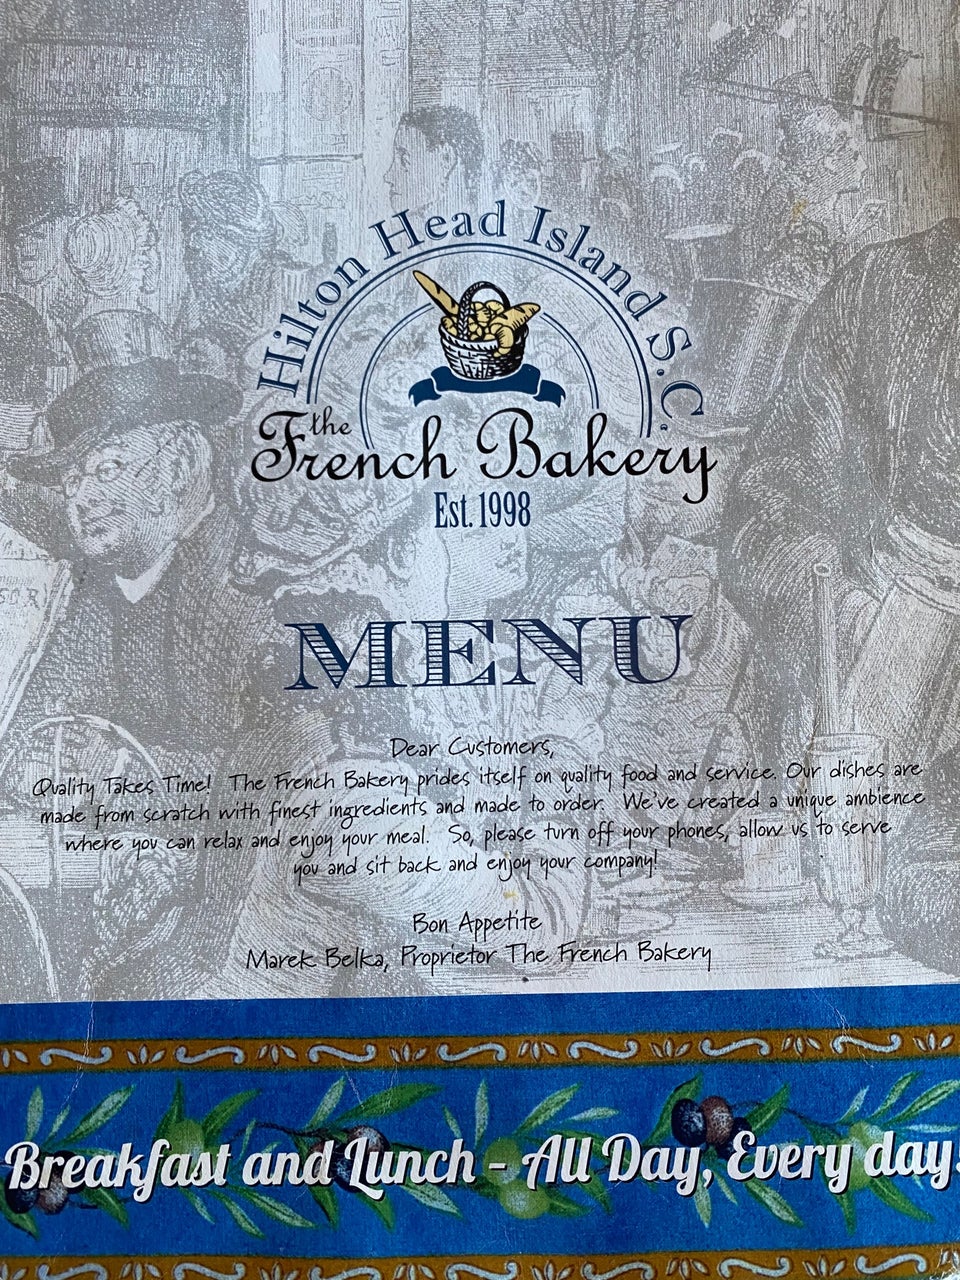 Hilton Head Island S.C.
the
French Bakery
Est. 1998
MENU
Dear Customers,
Quality Takes Time! The French Bakery prides itself on quality food and service. Our dishes are
made from scratch with finest ingredients and made to order. We've created a unique ambience
where you can relax and enjoy your meal. So, please turn off your phones, allow us to serve
you and sit back and enjoy your company!
Bon Appetite
Marek Belka, Proprietor The French Bakery
Breakfast and Lunch - All Day, Every day.